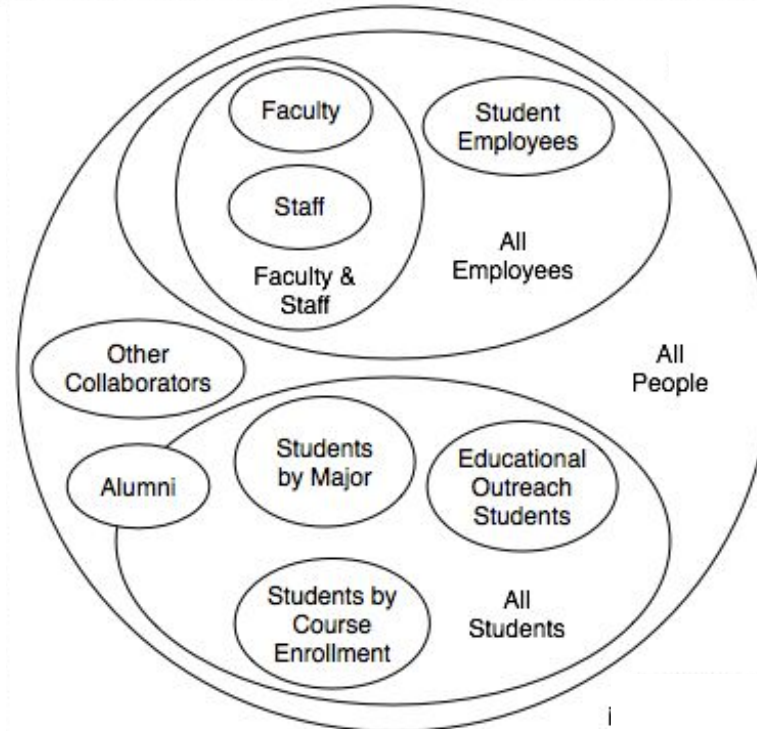 Faculty
Student
Employees
Staff
All
Employees
Faculty &
Staff
Other
Collaborators
All
People
Students
by Major
Educational
Outreach
Students
Alumni
Students by
Course
Enrollment
All
Students
i